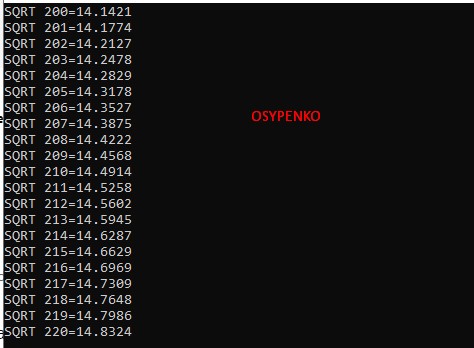 SQRT 200=14.1421
SQRT 201=14.1774
SQRT 202=14.2127
SQRT 203=14.2478
SQRT 204=14.2829
SQRT 205=14.3178
SQRT 206=14.3527
OSYPENKO
SQRT 207=14.3875
SQRT 208=14.4222
SQRT 209=14.4568
SQRT 210=14.4914
SQRT 211=14.5258
SQRT 212=14.5602
SQRT 213=14.5945
SQRT 214=14.6287
SQRT 215=14.6629
SQRT 216=14.6969
SQRT 217=14.7309
SQRT 218=14.7648
SQRT 219=14.7986
SQRT 220=14.8324